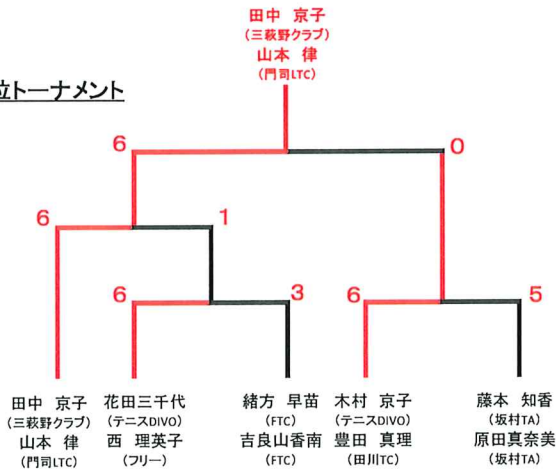 田中 京子
(三萩野クラブ)
山本 律
(門司LTC)
位トーナメント
6
0
6
1
6
3
6
5
田中 京子
(三萩野クラブ)
山本 律
(門司LTC)
花田三千代
(テニスDIVO)
西 理英子
(フリー)
緒方 早苗
(FTC)
吉良山香南
(FTC)
木村 京子
(テニスDIVO)
豊田 真理
(田川TC)
藤本 知香
(坂村TA)
原田真奈美
(坂村TA)